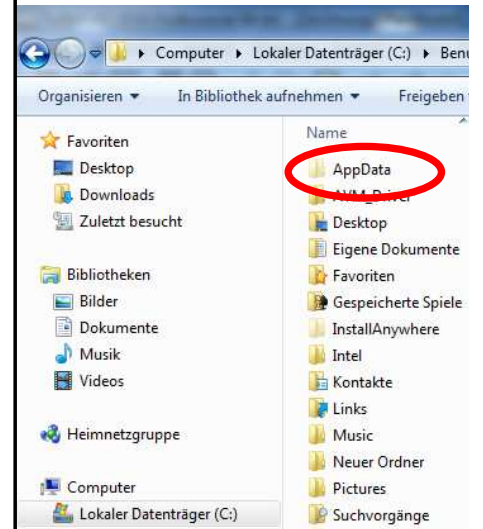 Computer ▸ Lokaler Datenträger (C:) ▸ Benu
Organisieren In Bibliothek aufnehmen Freigeben
Favoriten
Desktop
Downloads
Zuletzt besucht
Bibliotheken
Bilder
Dokumente
Musik
Videos
Heimnetzgruppe
Computer
Lokaler Datenträger (C:)
Name
AppData
AVM_Driver
Desktop
Eigene Dokumente
Favoriten
Gespeicherte Spiele
InstallAnywhere
Intel
Kontakte
Links
Music
Neuer Ordner
Pictures
Suchvorgänge